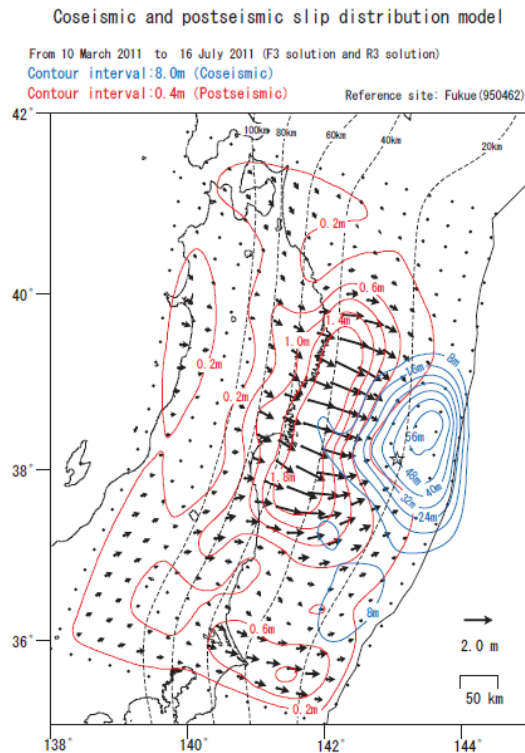 Coseismic and postseismic slip distribution model
From 10 March 2011 to 16 July 2011 (F3 solution and R3 solution)
Contour interval:8.0m (Coseismic)
Contour interval:0.4m (Postseismic)
Reference site: Fukue(950462)
42°
100km
80km
60km
40km
20km
0.2m
40°
0.6m
1.4m
1.0m
8m
16m
0.2m
0.2m
56m
38°
1.8m
48m
40m
32m
24m
8m
36°
0.6m
2.0 m
0.2m
50 km
138°
140
142
144